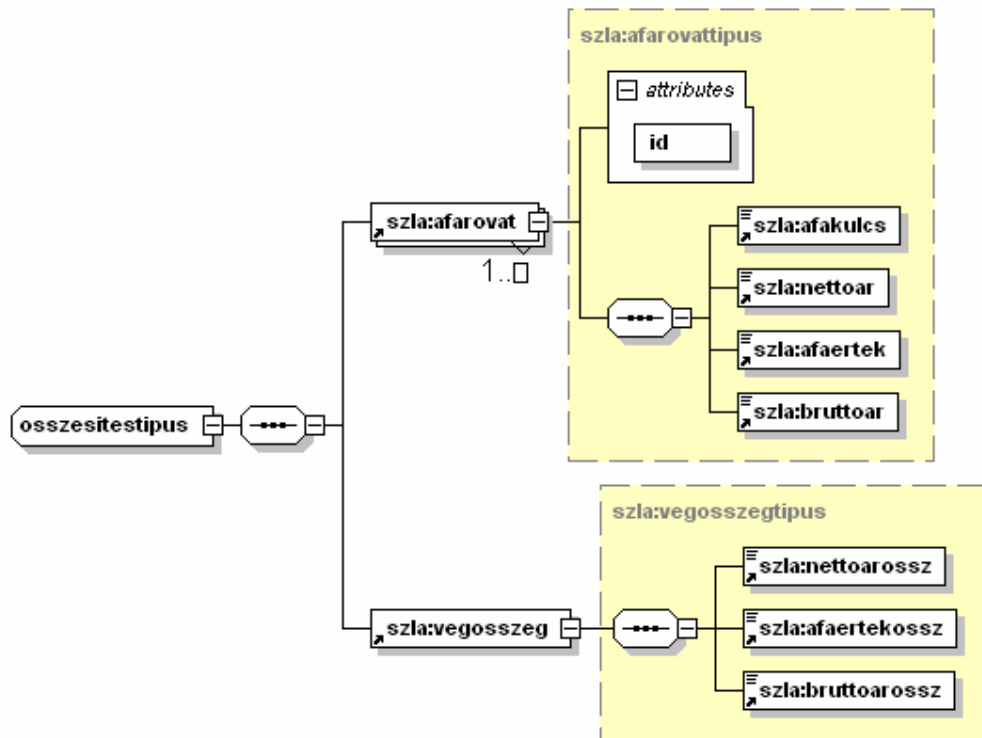 szla:afarovattipus
attributes
id
szla:afarovat
1..
szla:afakulcs
szla:nettoar
szla:afaertek
szla:bruttoar
osszesitestipus
szla:vegosszegtipus
szla:nettoarossz
szla:vegosszeg
szla:afaertekossz
szla:bruttoarossz